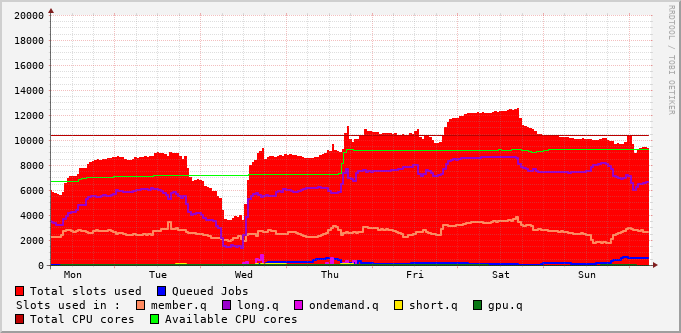 20000
18000
16000
14000
12000
10000
8000
6000
4000
2000
0
Mon Tue Wed Thu Fri Sat Sun
Total slots used Queued Jobs
Slots used in : member.q long.q ondemand.q short.q gpu.q
Total CPU cores Available CPU cores
RRDTOOL / TOBI OETIKER